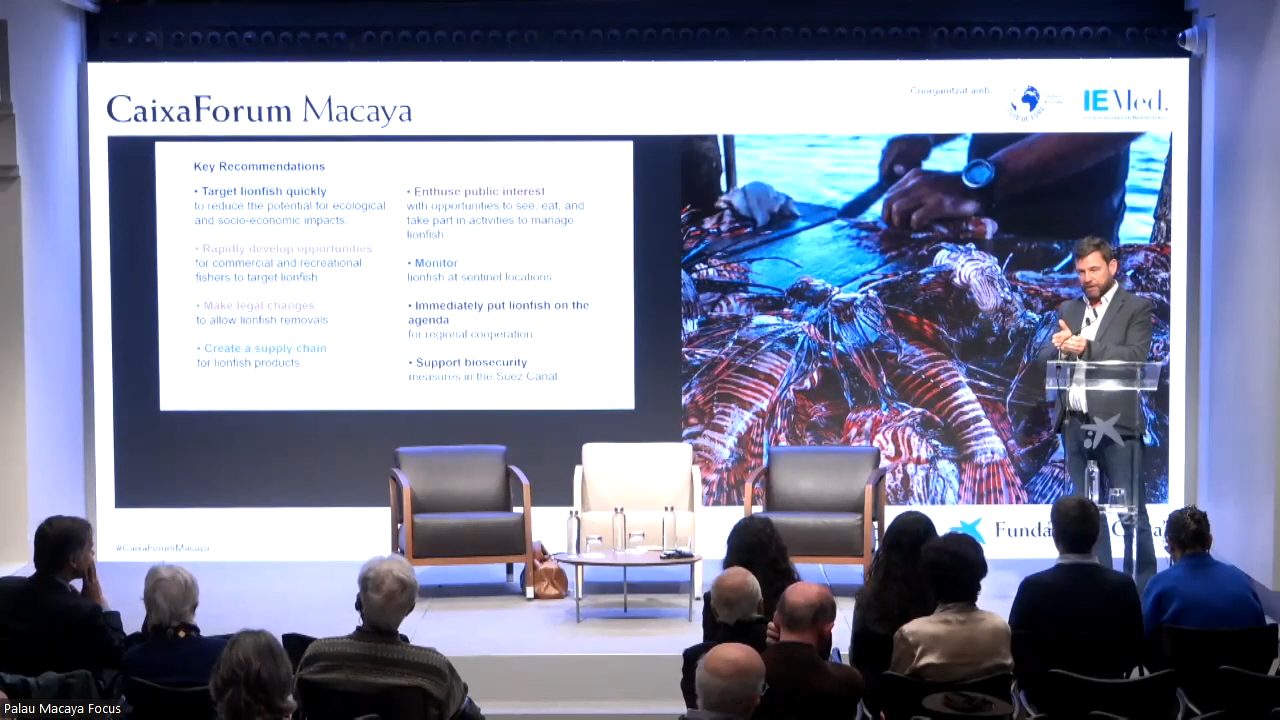 CaixaForum Macaya
Coorganitzat amb:
IEMed.
Key Recommendations
• Target lionfish quickly
to reduce the potential for ecological
and socio-economic impacts.
• Rapidly develop opportunities
for commercial and recreational
fishers to target lionfish
• Make legal changes
to allow lionfish removals
• Create a supply chain
for lionfish products
• Enthuse public interest
with opportunities to see, eat, and
take part in activities to manage
lionfish
• Monitor
lionfish at sentinel locations
• Immediately put lionfish on the
agenda
for regional cooperation
• Support biosecurity
measures in the Suez Canal.
#CaixaForumMacaya
Palau Macaya Focus